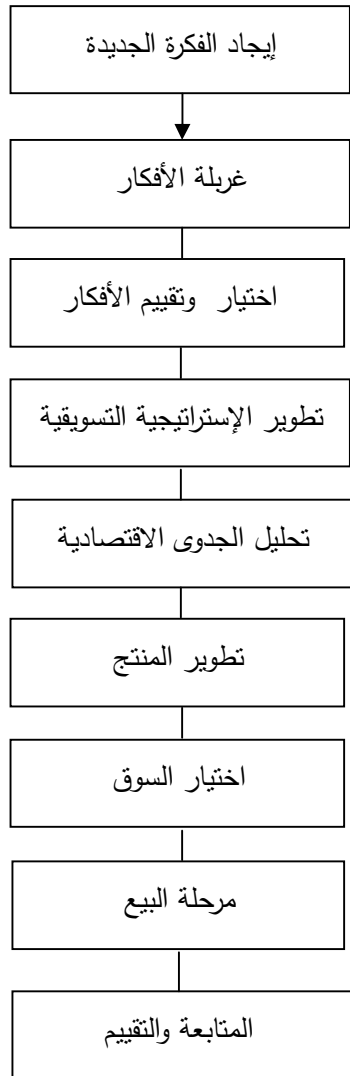 إيجاد الفكرة الجديدة
غربلة الأفكار
اختيار وتقييم الأفكار
تطوير الإستراتيجية التسويقية
تحليل الجدوى الاقتصادية
تطوير المنتج
اختيار السوق
مرحلة البيع
المتابعة والتقييم